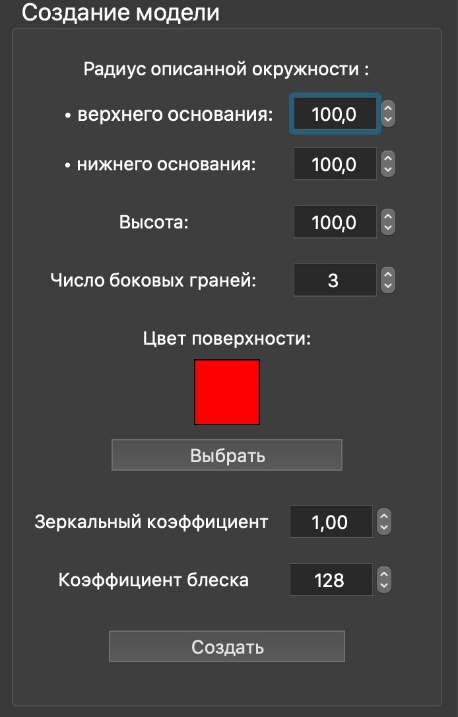 Создание модели
Радиус описанной окружности :
• верхнего основания: 100,0
• нижнего основания: 100,0
Высота: 100,0
Число боковых граней: 3
Цвет поверхности:
Выбрать
Зеркальный коэффициент 1,00
Коэффициент блеска 128
Создать